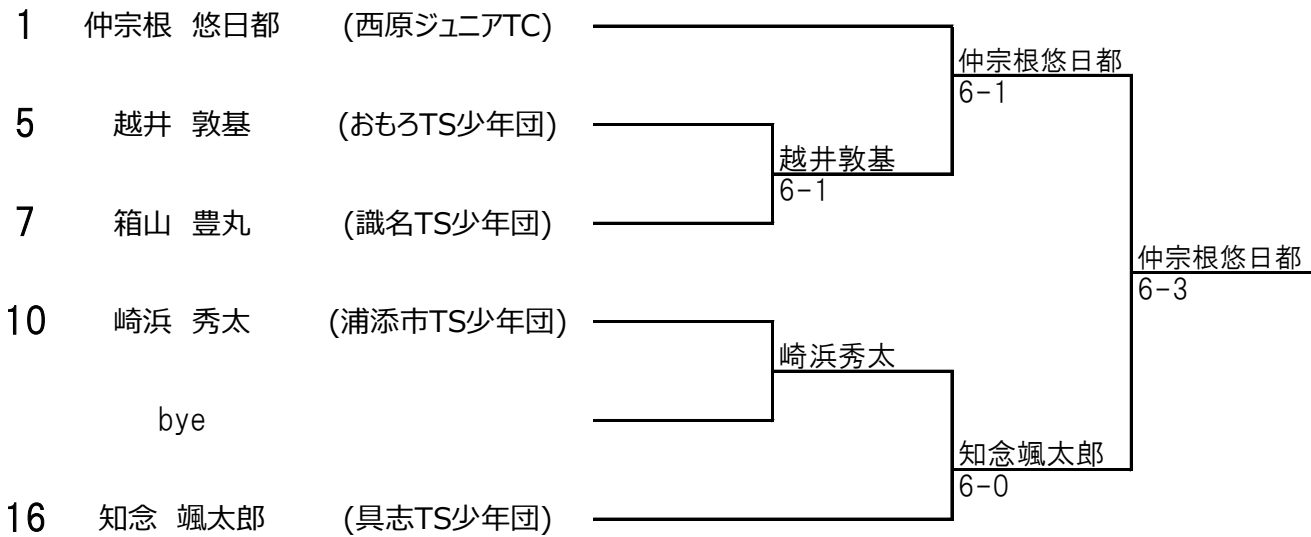 1 仲宗根 悠日都 (西原ジュニアTC)
仲宗根悠日都
6-1
5 越井 敦基 (おもろTS少年団)
越井敦基
6-1
7 箱山 豊丸 (識名TS少年団)
仲宗根悠日都
6-3
10 崎浜 秀太 (浦添市TS少年団)
崎浜秀太
bye
知念颯太郎
6-0
16 知念 颯太郎 (具志TS少年団)